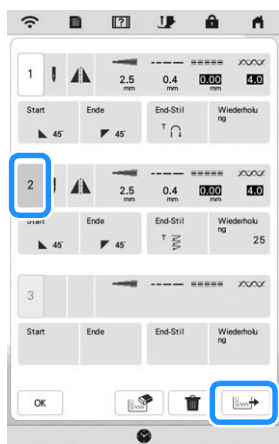 1
2.5
mm
0.4
mm
0.00
mm
4.0
Start
Ende
End-Stil
Wiederholu
ng
45°
45°
T
2
2.5
mm
0.4
mm
0.00
mm
4.0
Start
Ende
End-Stil
Wiederholu
ng
45°
45°
T
25
3
Start
Ende
End-Stil
Wiederholu
ng
OK